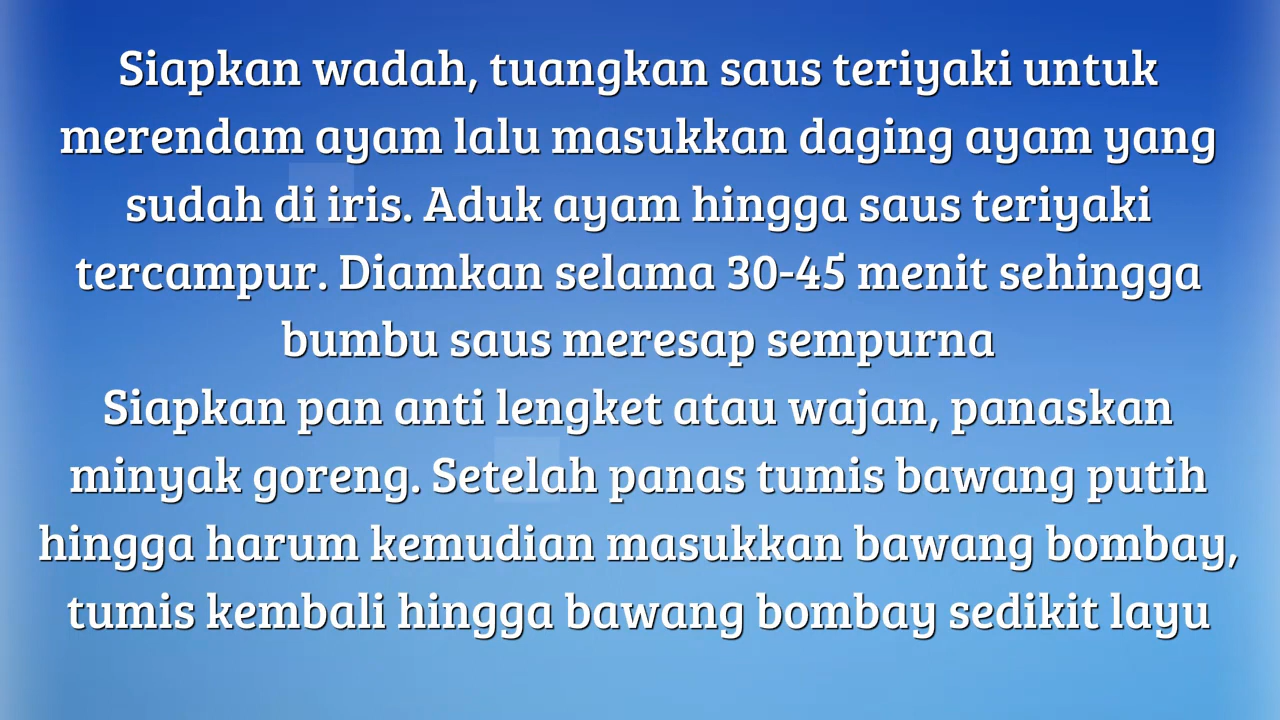 Siapkan wadah, tuangkan saus teriyaki untuk
merendam ayam lalu masukkan daging ayam yang
sudah di iris. Aduk ayam hingga saus teriyaki
tercampur. Diamkan selama 30-45 menit sehingga
bumbu saus meresap sempurna
Siapkan pan anti lengket atau wajan, panaskan
minyak goreng. Setelah panas tumis bawang putih
hingga harum kemudian masukkan bawang bombay,
tumis kembali hingga bawang bombay sedikit layu